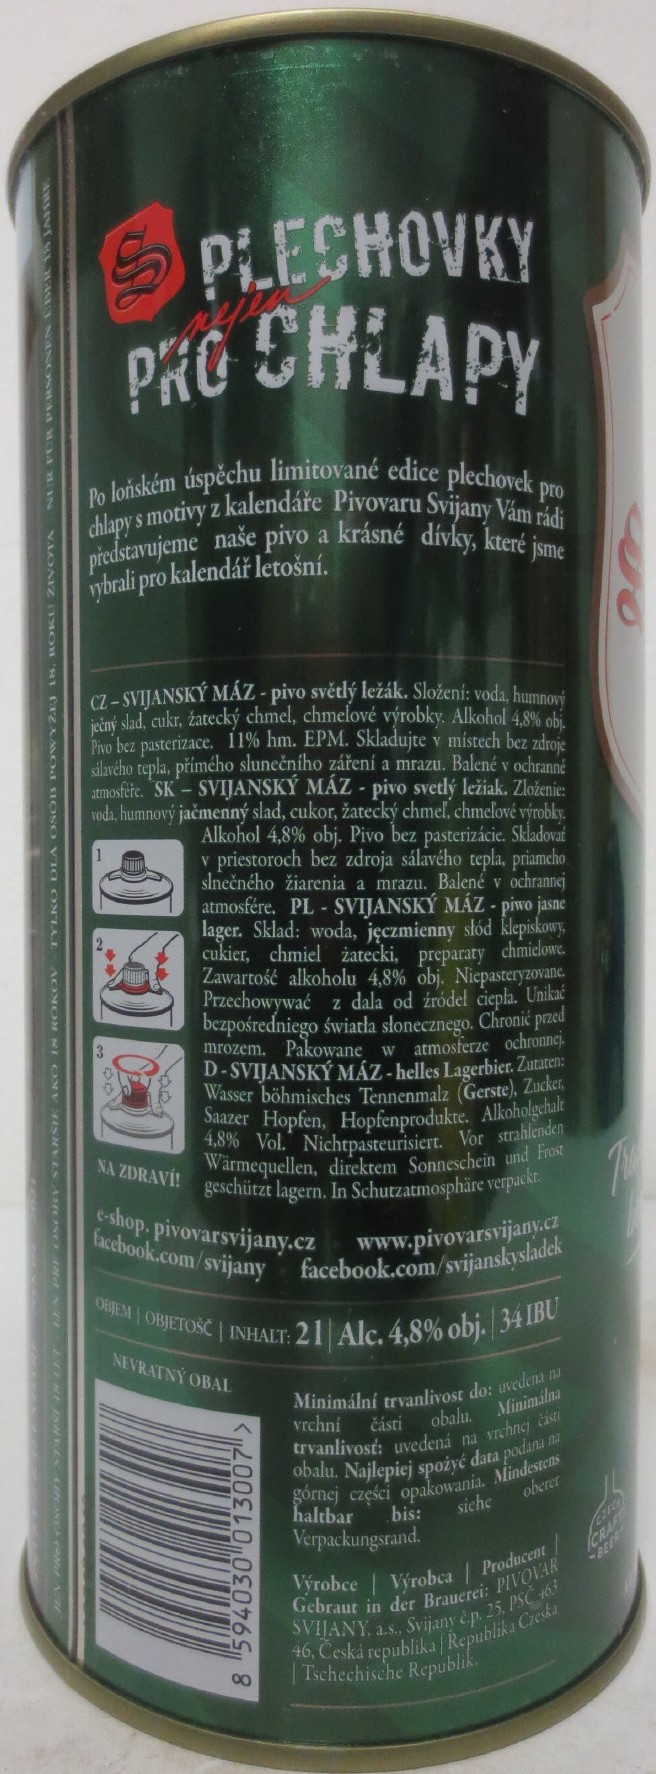 S
PLECHOVKY
nejen
PRO CHLAPY
Po loňském úspěchu limitované edice plechovek pro
chlapy s motivy z kalendáře Pivovaru Svijany Vám rádi
představujeme naše pivo a krásné dívky, které jsme
vybrali pro kalendář letošní.
CZ – SVIJANSKÝ MÁZ - pivo světlý ležák. Složení: voda, humnový
ječný slad, cukr, žatecký chmel, chmelové výrobky. Alkohol 4,8% obj.
Pivo bez pasterizace. 11% hm. EPM. Skladujte v místech bez zdroje
sálavého tepla, přímého slunečního záření a mrazu. Balené v ochranné
atmosféře. SK – SVIJANSKÝ MÁZ - pivo svetlý ležiak. Zloženie:
voda, humnový jačmenný slad, cukor, žatecký chmeľ, chmeľové výrobky.
Alkohol 4,8% obj. Pivo bez pasterizácie. Skladovať
v priestoroch bez zdroja sálavého tepla, priameho
slnečného žiarenia a mrazu. Balené v ochrannej
atmosfére. PL - SVIJANSKÝ MÁZ - piwo jasne
lager. Sklad: woda, jęczmienny słód klepiskowy,
cukier, chmiel żatecki, preparaty chmielowe.
Zawartość alkoholu 4,8% obj. Niepasteryzowane.
Przechowywać z dala od źródeł ciepła. Unikać
bezpośredniego światła słonecznego. Chronić przed
mrozem. Pakowane w atmosferze ochronnej.
D - SVIJANSKÝ MÁZ - helles Lagerbier. Zutaten:
Wasser böhmisches Tennenmalz (Gerste), Zucker,
Saazer Hopfen, Hopfenprodukte. Alkoholgehalt
4,8% Vol. Nichtpasteurisiert. Vor strahlenden
Wärmequellen, direktem Sonneschein und Frost
geschützt lagern. In Schutzatmosphäre verpackt.
1
2
3
NA ZDRAVÍ!
e-shop. pivovarsvijany.cz www.pivovarsvijany.cz
facebook.com/svijany facebook.com/svijanskysladek
OBJEM | OBJETOŠČ | INHALT: 2 l | Alc. 4,8% obj. | 34 IBU
NEVRATNÝ OBAL
8 594030 013007 >
Minimální trvanlivost do: uvedena na
vrchní části obalu. Minimálna
trvanlivosť: uvedená na vrchnej části
obalu. Najlepiej spożyć data podana na
górnej części opakowania. Mindestens
haltbar bis: siehe oberer
Verpackungsrand.
Výrobce | Výrobca | Producent |
Gebraut in der Brauerei: PIVOVAR
SVIJANY, a.s., Svijany č.p. 25, PSČ 463
46, Česká republika | Republika Czeska
| Tschechische Republik.
TYLKO DLA OSÓB POWYŻEJ 18. ROKU ŻYCIA NUR FÜR PERSONEN ÜBER 18 JAHRE
CZECH
CRAFT
BEER